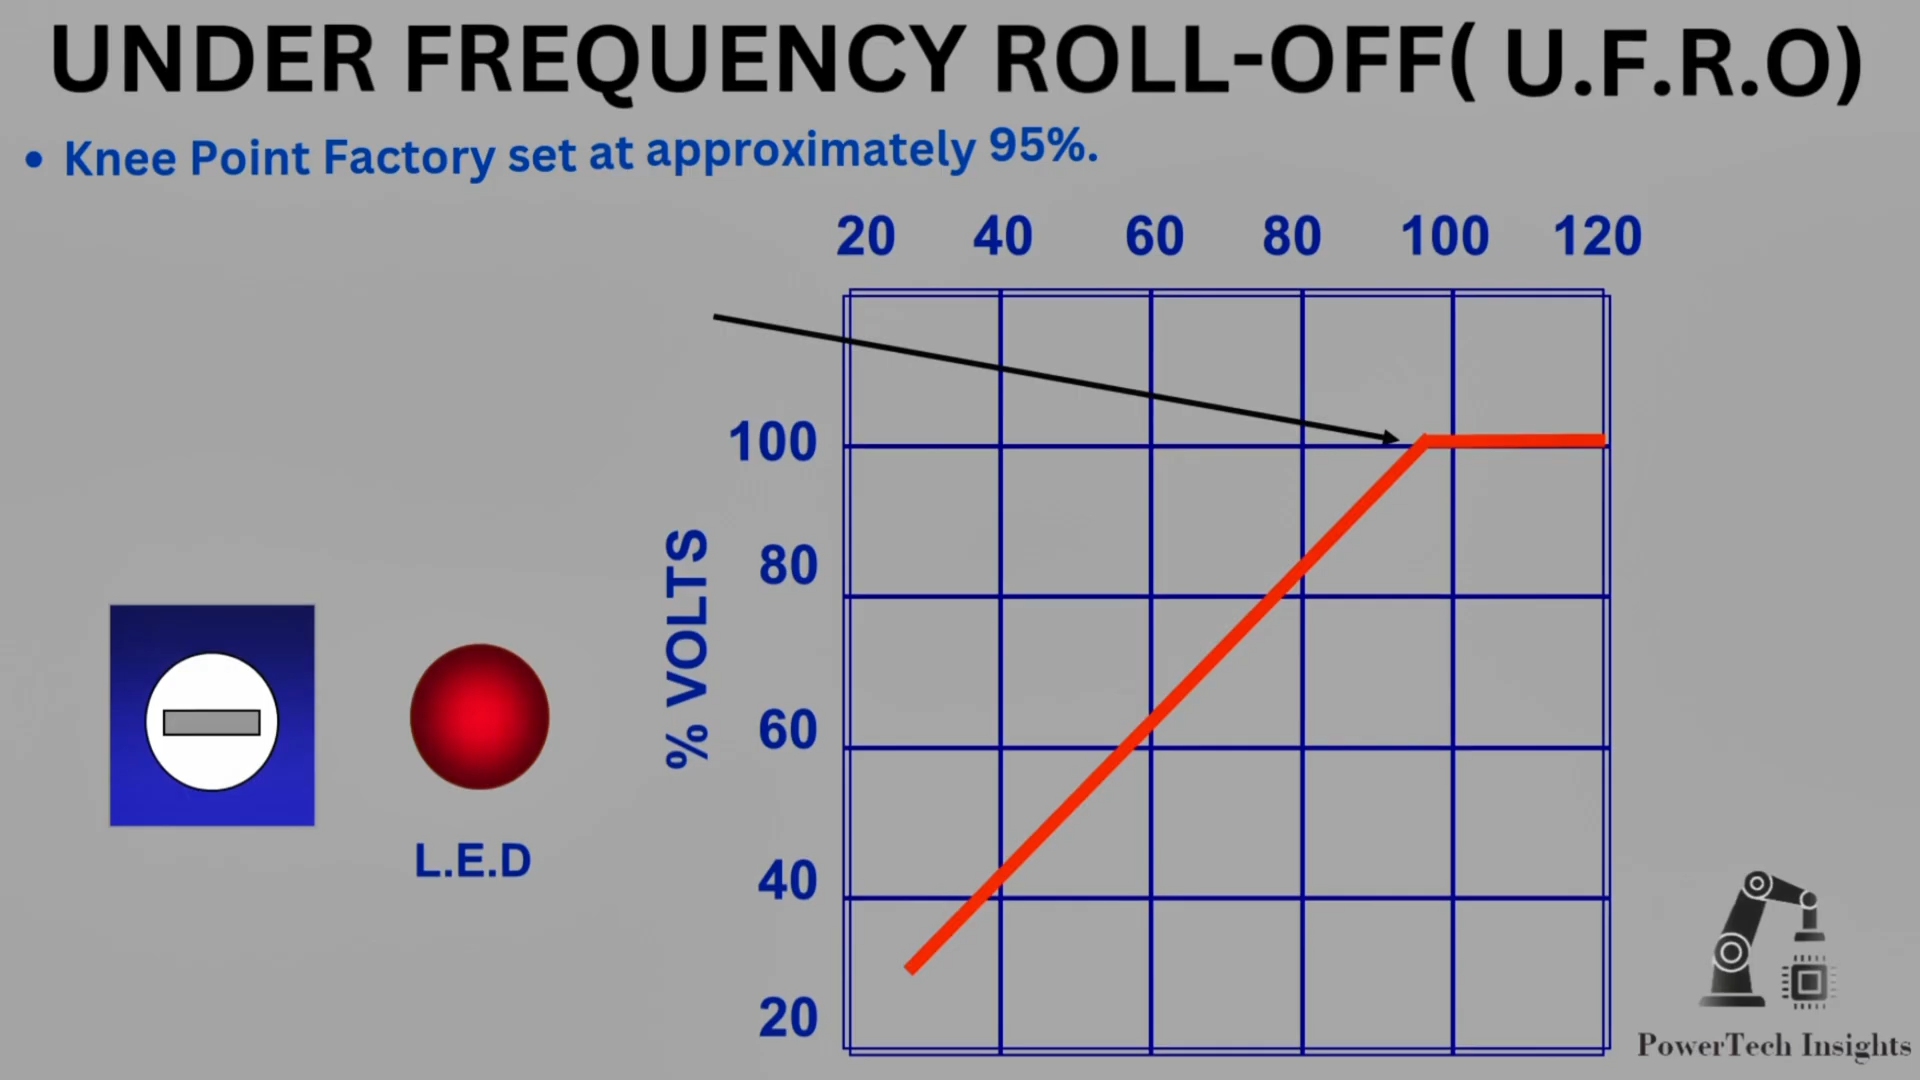 UNDER FREQUENCY ROLL-OFF( U.F.R.O)
• Knee Point Factory set at approximately 95%.
20 40 60 80 100 120
100
80
60
40
20
% VOLTS
L.E.D
PowerTech Insights